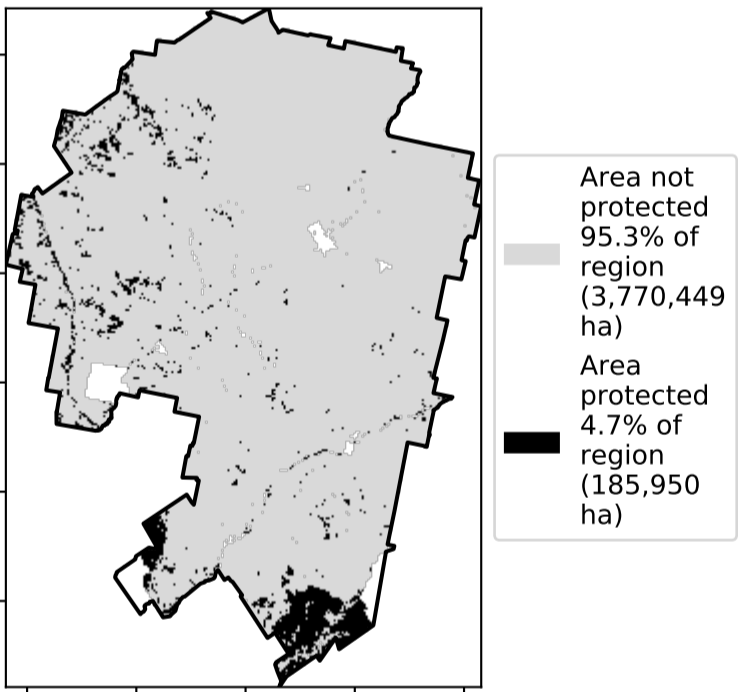 Area not
protected
95.3% of
region
(3,770,449
ha)
Area
protected
4.7% of
region
(185,950
ha)